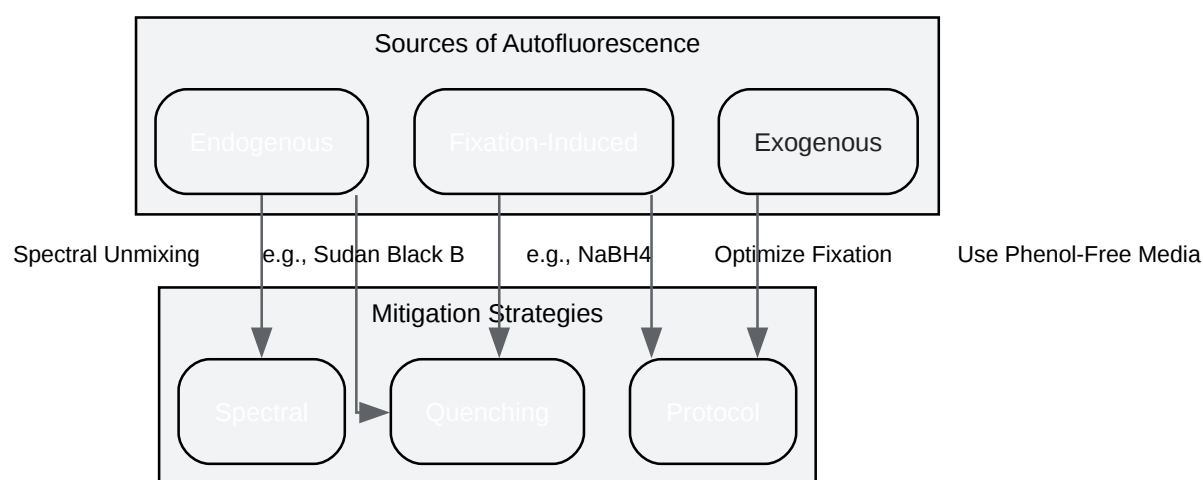 Sources of Autofluorescence
Endogenous
Fixation-Induced
Exogenous
Spectral Unmixing
e.g., Sudan Black B
e.g., NaBH4
Optimize Fixation
Use Phenol-Free Media
Mitigation Strategies
Spectral
Quenching
Protocol